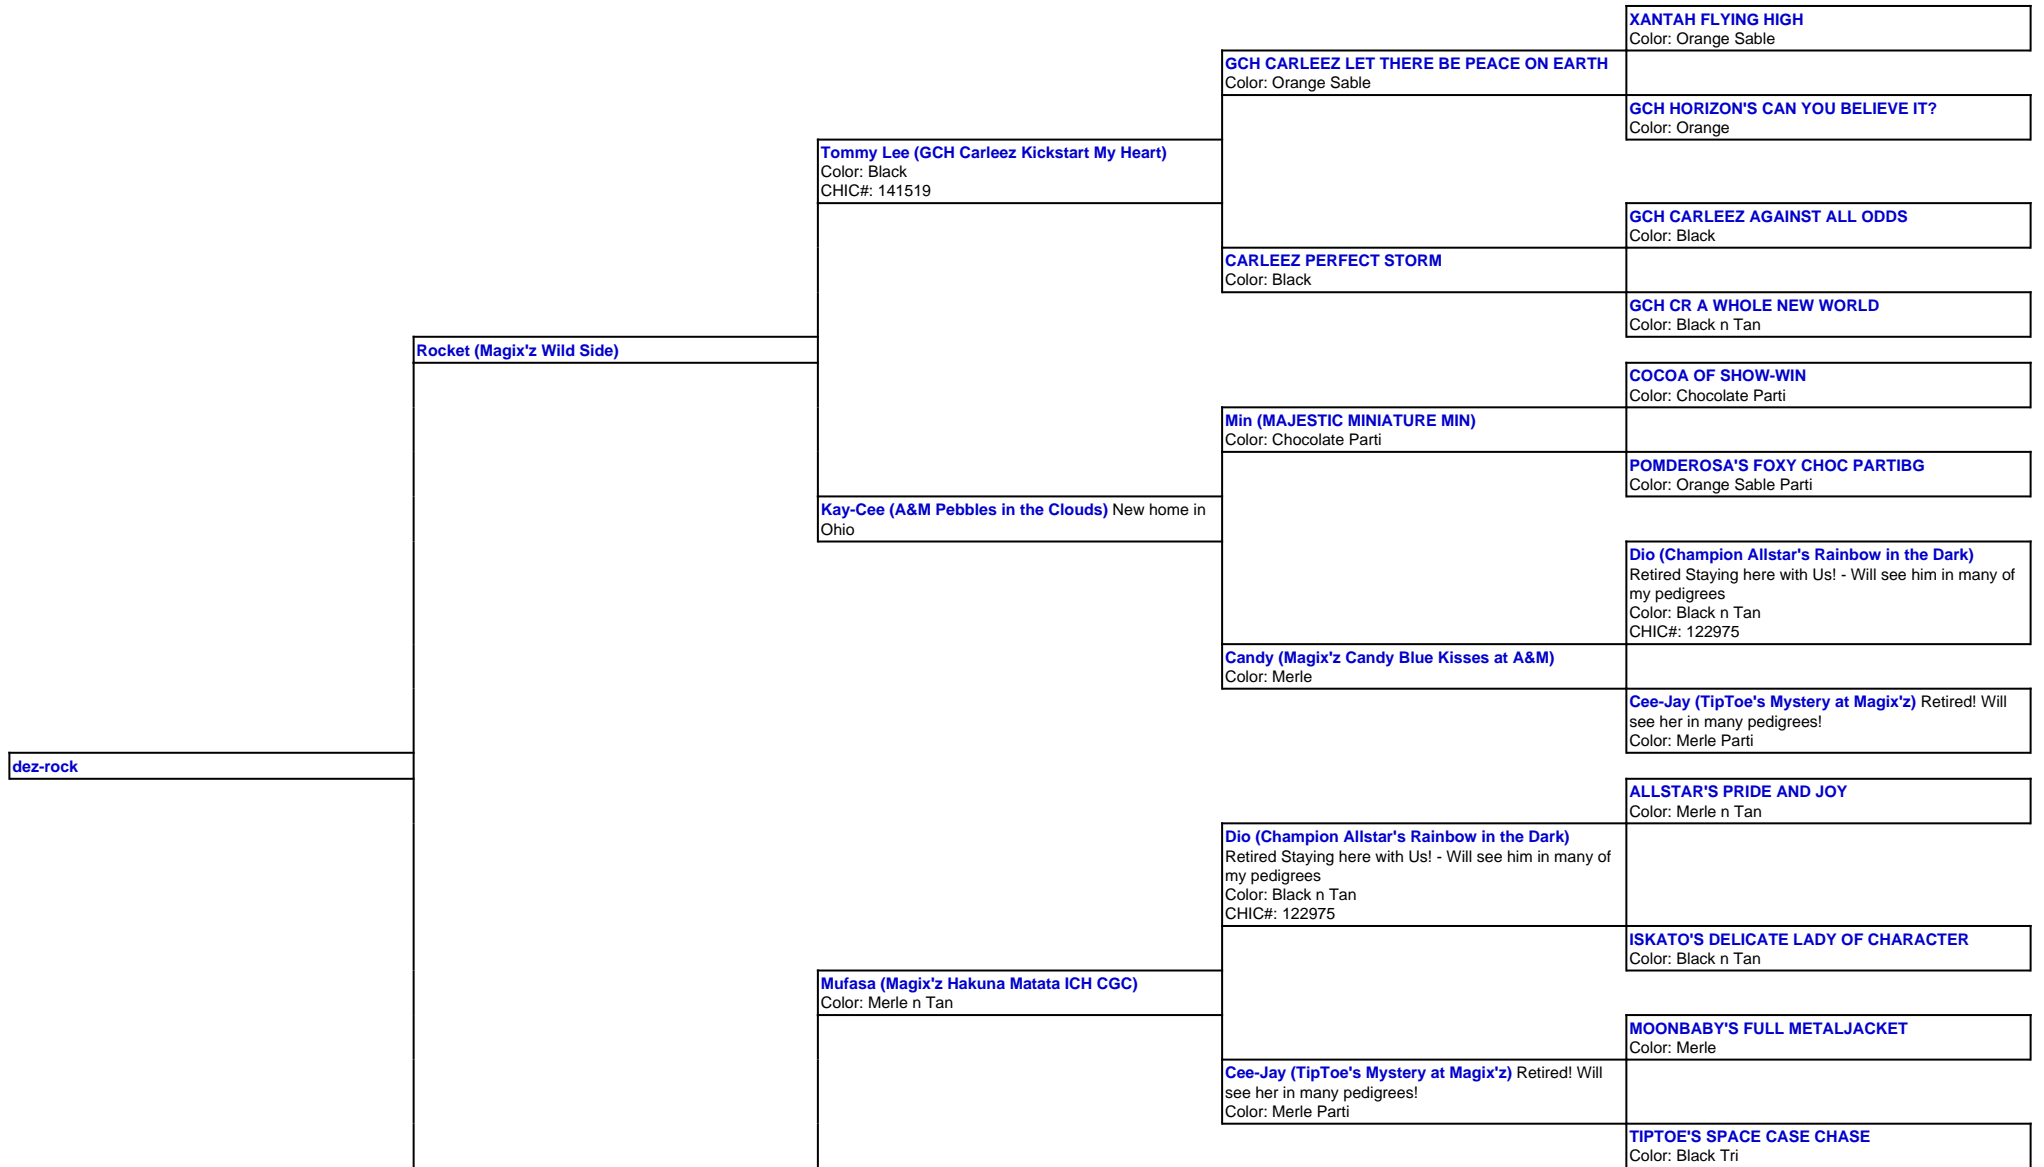 XANTAH FLYING HIGH
Color: Orange Sable
GCH CARLEEZ LET THERE BE PEACE ON EARTH
Color: Orange Sable
GCH HORIZON'S CAN YOU BELIEVE IT?
Color: Orange
Tommy Lee (GCH Carleez Kickstart My Heart)
Color: Black
CHIC#: 141519
GCH CARLEEZ AGAINST ALL ODDS
Color: Black
CARLEEZ PERFECT STORM
Color: Black
GCH CR A WHOLE NEW WORLD
Color: Black n Tan
Rocket (Magix'z Wild Side)
COCOA OF SHOW-WIN
Color: Chocolate Parti
Min (MAJESTIC MINIATURE MIN)
Color: Chocolate Parti
POMDEROSA'S FOXY CHOC PARTIBG
Color: Orange Sable Parti
Kay-Cee (A&M Pebbles in the Clouds) New home in
Ohio
Dio (Champion Allstar's Rainbow in the Dark)
Retired Staying here with Us! - Will see him in many of
my pedigrees
Color: Black n Tan
CHIC#: 122975
Candy (Magix'z Candy Blue Kisses at A&M)
Color: Merle
Cee-Jay (TipToe's Mystery at Magix'z) Retired! Will
see her in many pedigrees!
Color: Merle Parti
dez-rock
ALLSTAR'S PRIDE AND JOY
Color: Merle n Tan
Dio (Champion Allstar's Rainbow in the Dark)
Retired Staying here with Us! - Will see him in many of
my pedigrees
Color: Black n Tan
CHIC#: 122975
ISKATO'S DELICATE LADY OF CHARACTER
Color: Black n Tan
Mufasa (Magix'z Hakuna Matata ICH CGC)
Color: Merle n Tan
MOONBABY'S FULL METALJACKET
Color: Merle
Cee-Jay (TipToe's Mystery at Magix'z) Retired! Will
see her in many pedigrees!
Color: Merle Parti
TIPTOE'S SPACE CASE CHASE
Color: Black Tri